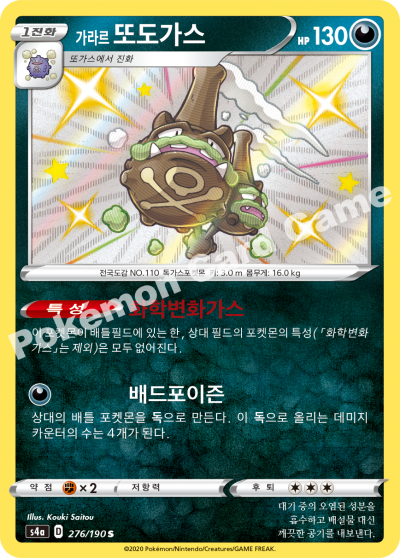 1진화
가라르 또도가스
HP 130
또가스에서 진화
전국도감 NO.110 독가스포켓몬 키: 3.0 m 몸무게: 16.0 kg
특성 화학변화가스
이 포켓몬이 배틀필드에 있는 한, 상대 필드의 포켓몬의 특성(「화학변화
가스」는 제외)은 모두 없어진다.
배드포이즌
상대의 배틀 포켓몬을 독으로 만든다. 이 독으로 올리는 데미지
카운터의 수는 4개가 된다.
약점 ×2 저항력 후퇴
Illus. Kouki Saitou
s4a D 276/190 S
대기 중의 오염된 성분을
흡수하고 배설물 대신
깨끗한 공기를 내보낸다.
©2020 Pokémon/Nintendo/Creatures/GAME FREAK.
Pokémon Card Game